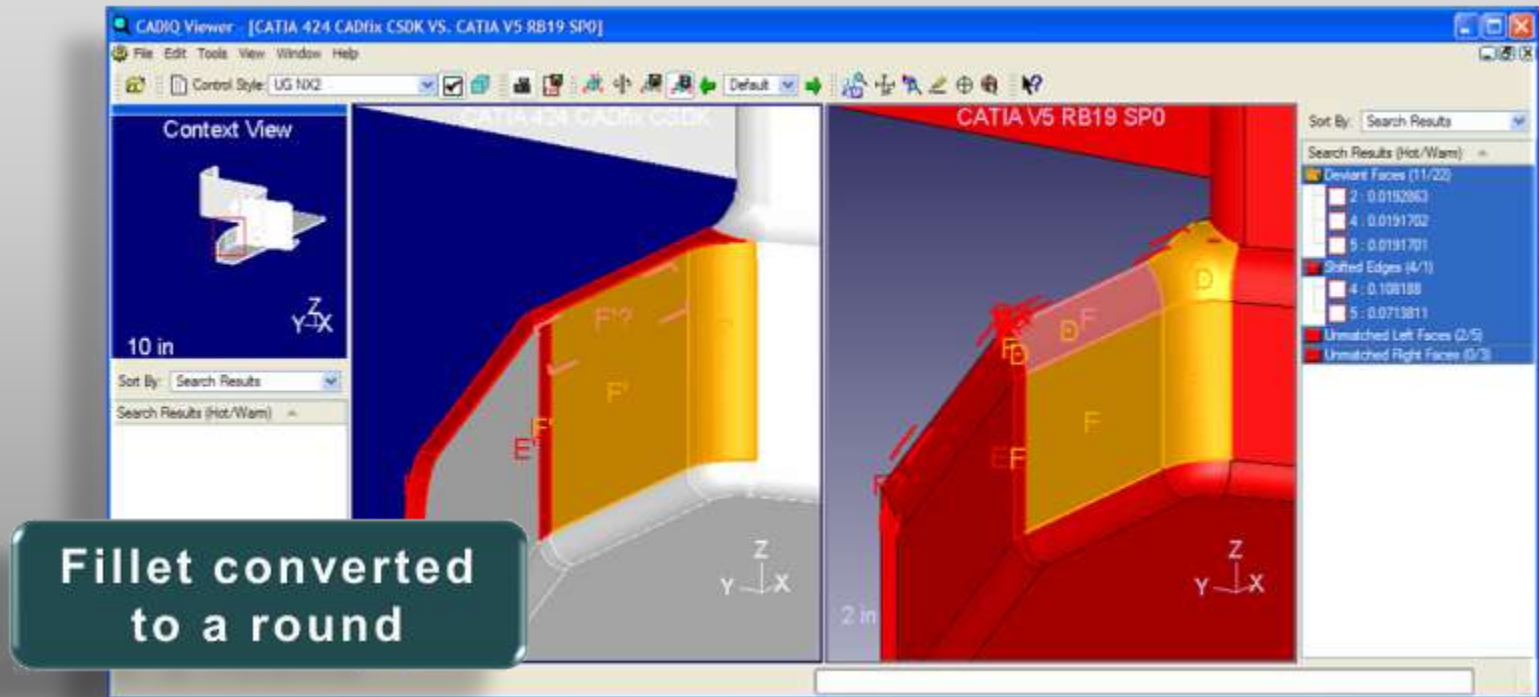 CADIQ Viewer - [CATIA 424 CADfix CSDK VS. CATIA V5 RB19 SP0]
File Edit Tools View Window Help
Control Style: UG NX2
Default
Context View
Z
Y X
10 in
Sort By: Search Results
Search Results (Hot/Warm)
CATIA 424 CADfix CSDK
F'?
F'
F'
E'
Z
Y X
CATIA V5 RB19 SP0
D
D F
F
D
F
E F
F
2 in
Z
Y X
Sort By: Search Results
Search Results (Hot/Warm)
Deviant Faces (11/22)
2 : 0.0192863
4 : 0.0191702
5 : 0.0191701
Shifted Edges (4/1)
4 : 0.108188
5 : 0.0713811
Unmatched Left Faces (2/5)
Unmatched Right Faces (0/3)
Fillet converted
to a round